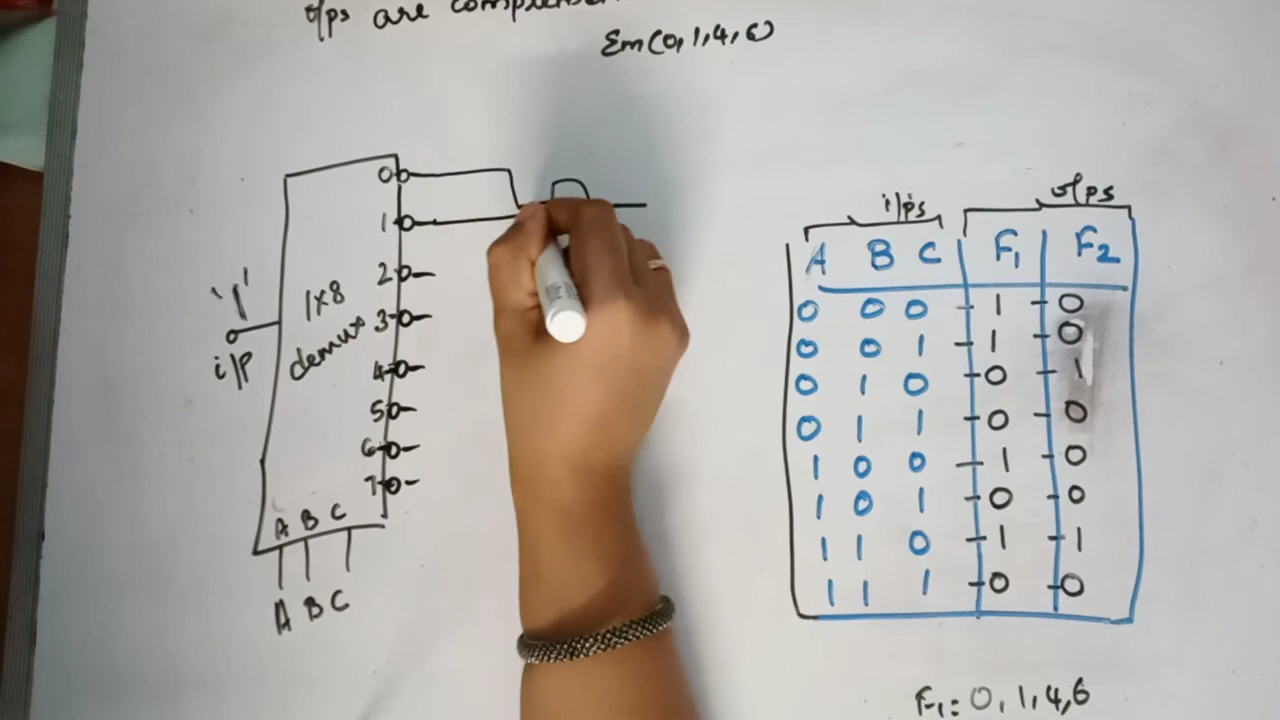 o/ps are
Σm(0,1,4,6)
0
1
2
3
4
5
6
7
'1'
i/p
1×8
demux
A B C
A B C
i/ps o/ps
A B C F1 F2
0 0 0 1 0
0 0 1 1 0
0 1 0 0 1
0 1 1 0 0
1 0 0 1 0
1 0 1 0 0
1 1 0 1 1
1 1 1 0 0
F1: 0, 1, 4, 6